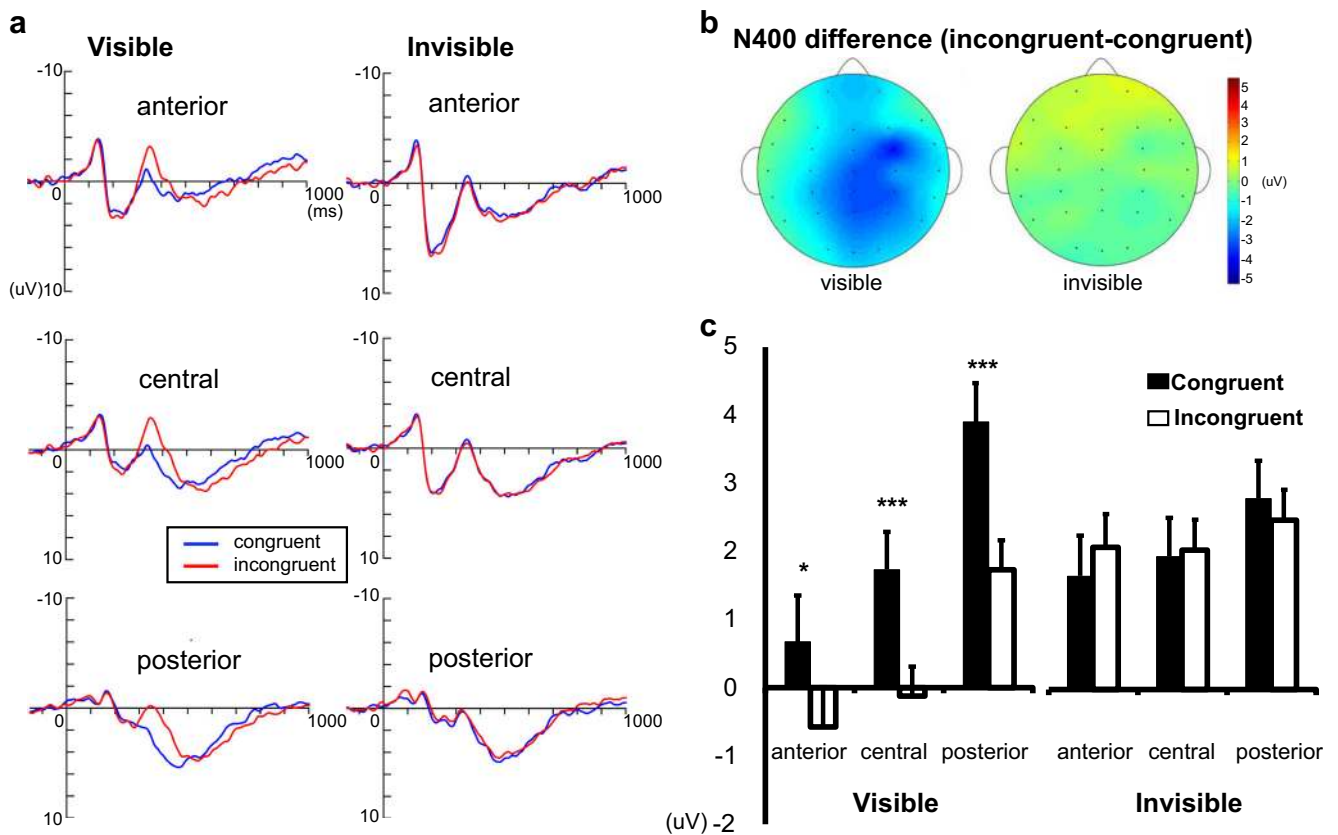 a
Visible
Invisible
-10
anterior
0
1000
(ms)
(uV)10
-10
anterior
0
1000
10
-10
central
0
1000
10
-10
central
0
1000
10
congruent
incongruent
-10
posterior
0
1000
10
-10
posterior
0
1000
10
b
N400 difference (incongruent-congruent)
visible
invisible
5
4
3
2
1
0
(uV)
-1
-2
-3
-4
-5
c
5
4
3
2
1
0
-1
(uV) -2
*
***
***
Congruent
Incongruent
anterior central posterior
anterior central posterior
Visible
Invisible